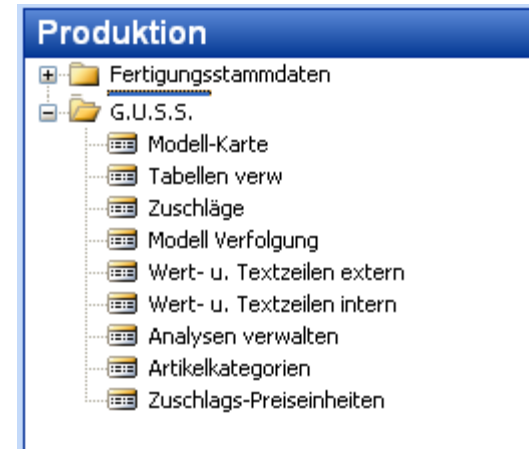 Produktion
Fertigungsstammdaten
G.U.S.S.
Modell-Karte
Tabellen verw
Zuschläge
Modell Verfolgung
Wert- u. Textzeilen extern
Wert- u. Textzeilen intern
Analysen verwalten
Artikelkategorien
Zuschlags-Preiseinheiten